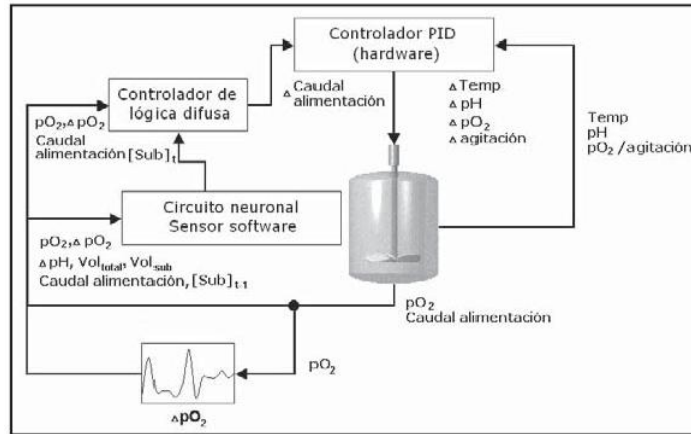 Controlador PID
(hardware)
Controlador de
lógica difusa
△ Caudal
alimentación
△ Temp
△ pH
△ pO₂
△ agitación
Temp
pH
pO₂ /agitación
pO₂,△ pO₂
Caudal
alimentación [Sub]t
Circuito neuronal
Sensor software
pO₂,△ pO₂
△ pH, Voltotal, Volsub
Caudal alimentación, [Sub]t-1
pO₂
Caudal alimentación
pO₂
△pO₂